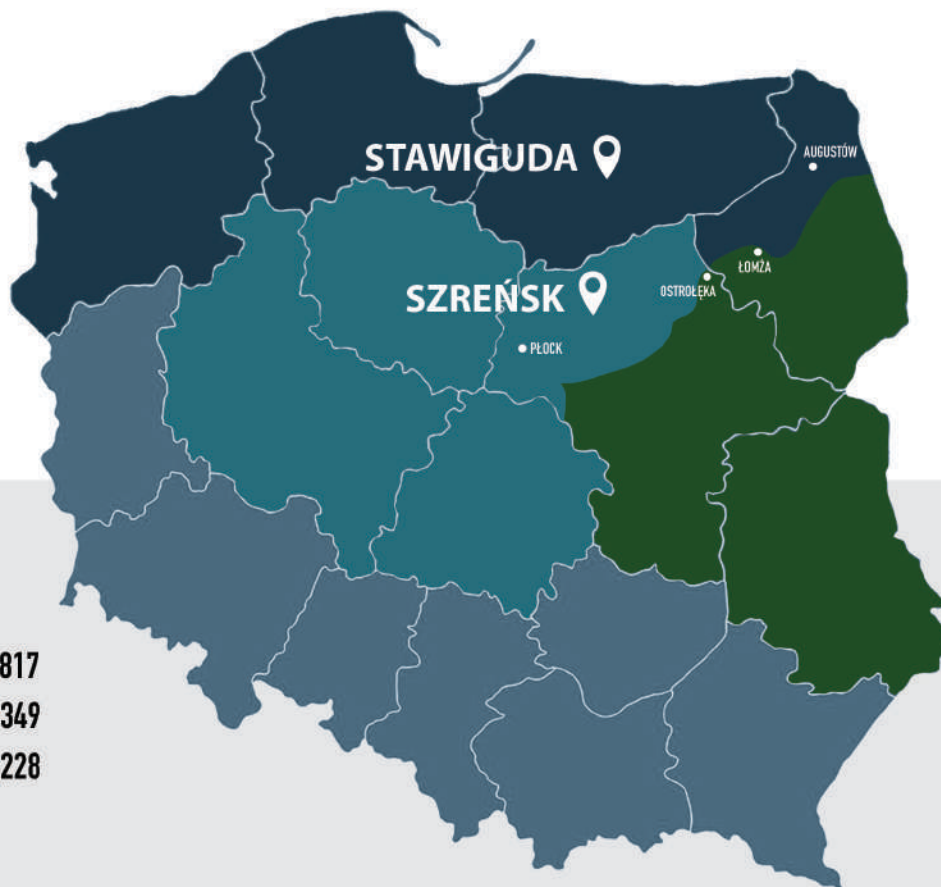 STAWIGUDA
AUGUSTÓW
ŁOMŻA
OSTROŁĘKA
SZREŃSK
PŁOCK
817
349
228